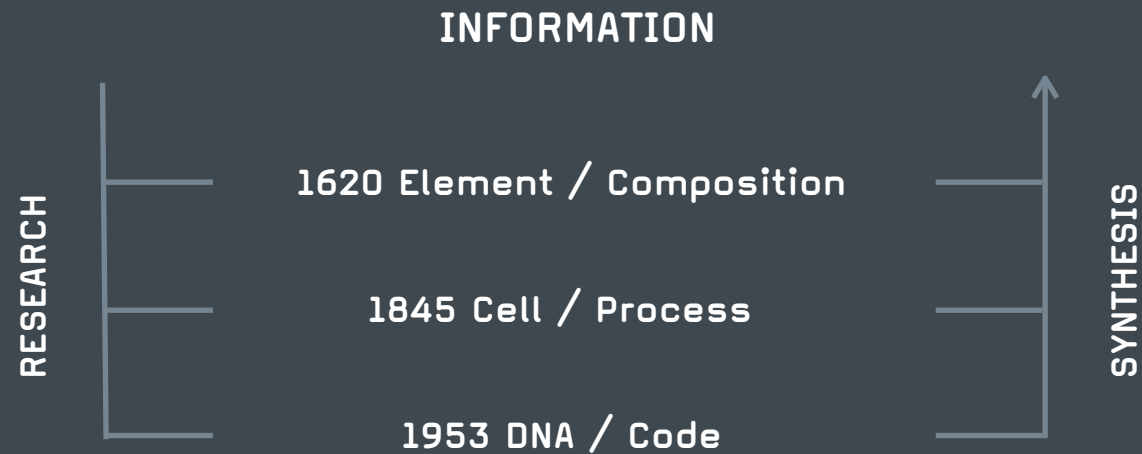 INFORMATION
1620 Element / Composition
RESEARCH
SYNTHESIS
1845 Cell / Process
1953 DNA / Code